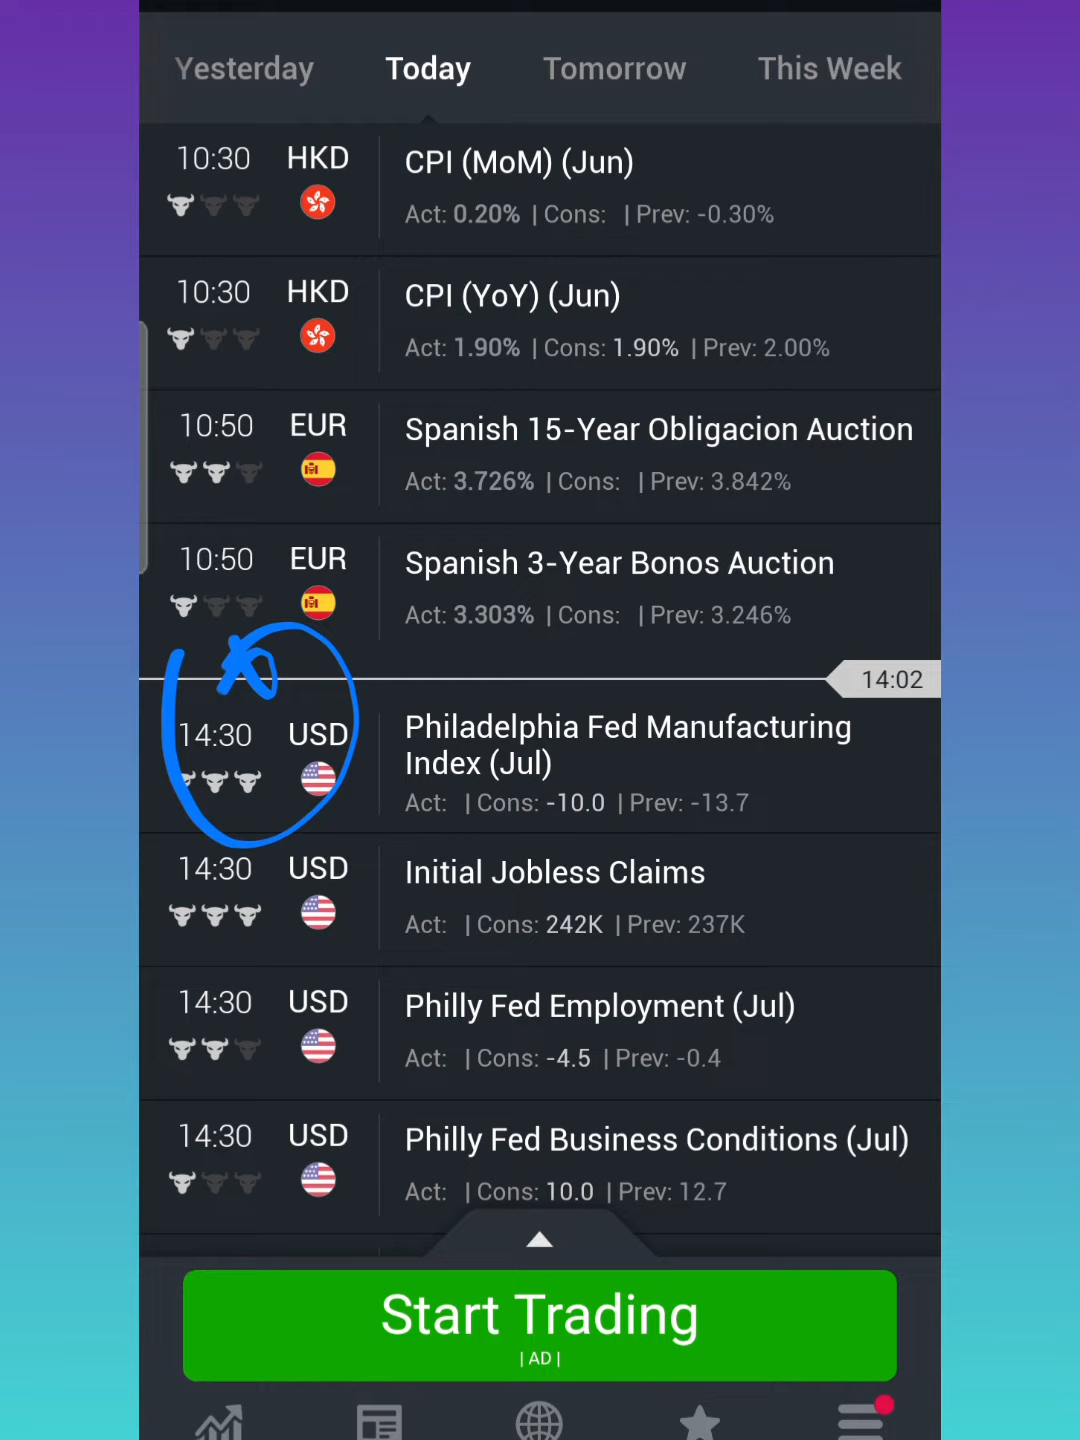 Yesterday Today Tomorrow This Week
10:30 HKD CPI (MoM) (Jun)
Act: 0.20% | Cons: | Prev: -0.30%
10:30 HKD CPI (YoY) (Jun)
Act: 1.90% | Cons: 1.90% | Prev: 2.00%
10:50 EUR Spanish 15-Year Obligacion Auction
Act: 3.726% | Cons: | Prev: 3.842%
10:50 EUR Spanish 3-Year Bonos Auction
Act: 3.303% | Cons: | Prev: 3.246%
14:02
14:30 USD Philadelphia Fed Manufacturing
Index (Jul)
Act: | Cons: -10.0 | Prev: -13.7
14:30 USD Initial Jobless Claims
Act: | Cons: 242K | Prev: 237K
14:30 USD Philly Fed Employment (Jul)
Act: | Cons: -4.5 | Prev: -0.4
14:30 USD Philly Fed Business Conditions (Jul)
Act: | Cons: 10.0 | Prev: 12.7
Start Trading
| AD |